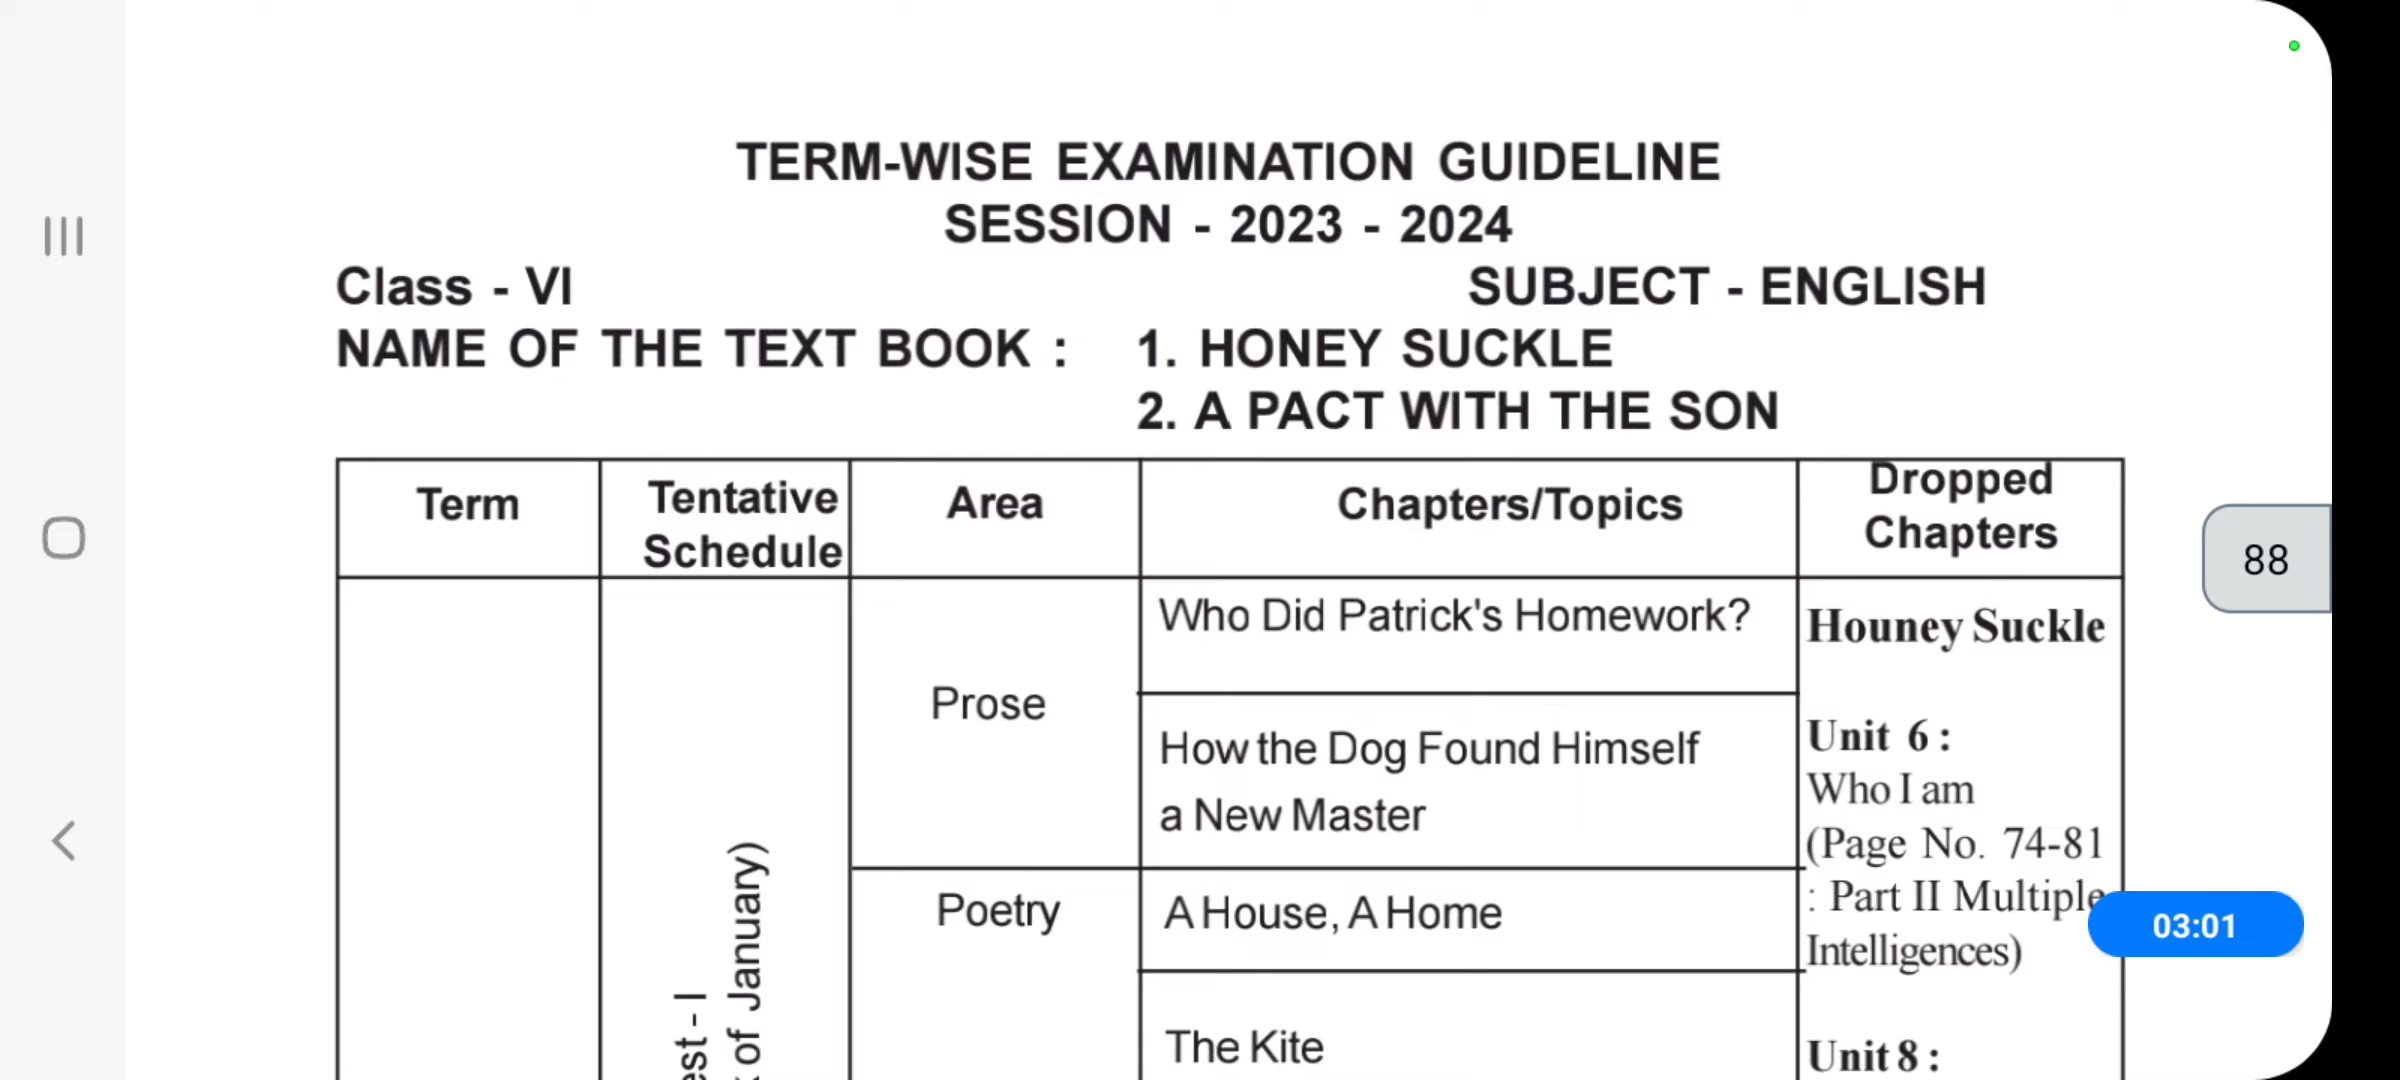 TERM-WISE EXAMINATION GUIDELINE
SESSION - 2023 - 2024
Class - VI SUBJECT - ENGLISH
NAME OF THE TEXT BOOK : 1. HONEY SUCKLE
2. A PACT WITH THE SON
Term
Tentative
Schedule
Area
Chapters/Topics
Dropped
Chapters
Prose
Who Did Patrick's Homework?
How the Dog Found Himself
a New Master
Poetry
A House, A Home
The Kite
Houney Suckle
Unit 6 :
Who I am
(Page No. 74-81
: Part II Multiple
Intelligences)
Unit 8 :
- I
of January)
88
03:01